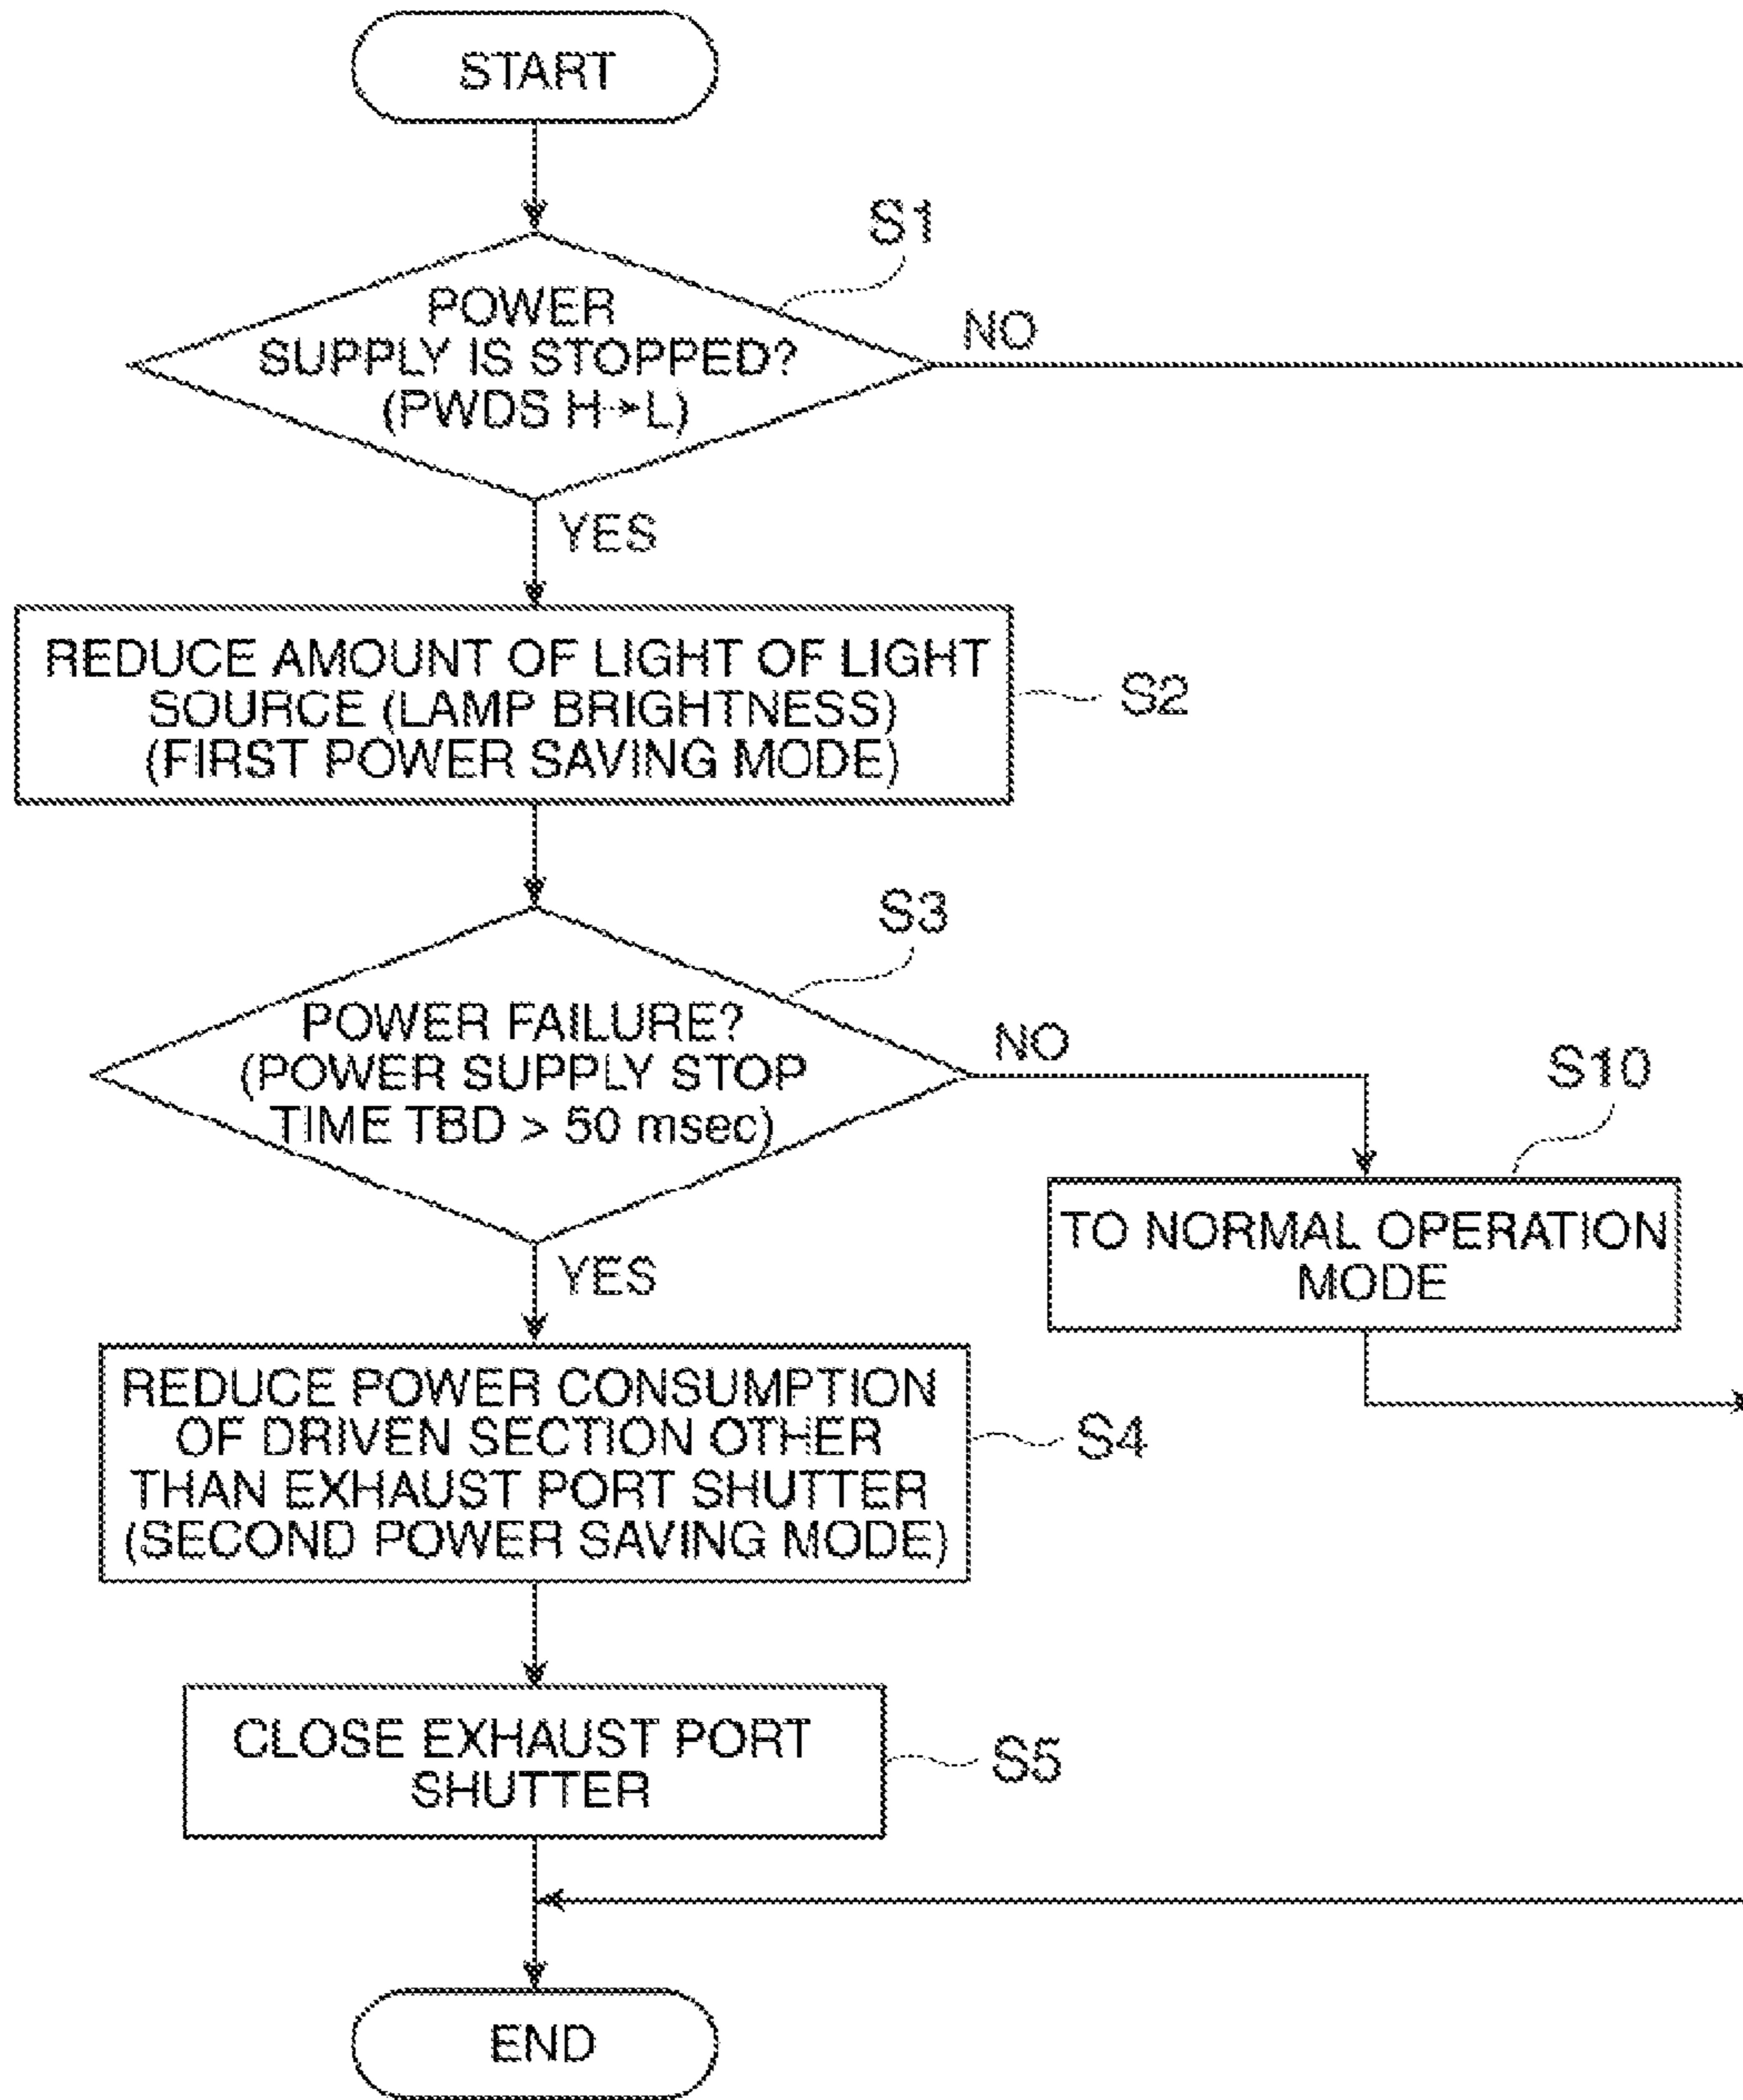 START
S1
POWER
SUPPLY IS STOPPED?
(PWDS H→L)
NO
YES
REDUCE AMOUNT OF LIGHT OF LIGHT
SOURCE (LAMP BRIGHTNESS)
(FIRST POWER SAVING MODE)
S2
S3
POWER FAILURE?
(POWER SUPPLY STOP
TIME TBD > 50 msec)
NO
S10
TO NORMAL OPERATION
MODE
YES
REDUCE POWER CONSUMPTION
OF DRIVEN SECTION OTHER
THAN EXHAUST PORT SHUTTER
(SECOND POWER SAVING MODE)
S4
CLOSE EXHAUST PORT
SHUTTER
S5
END